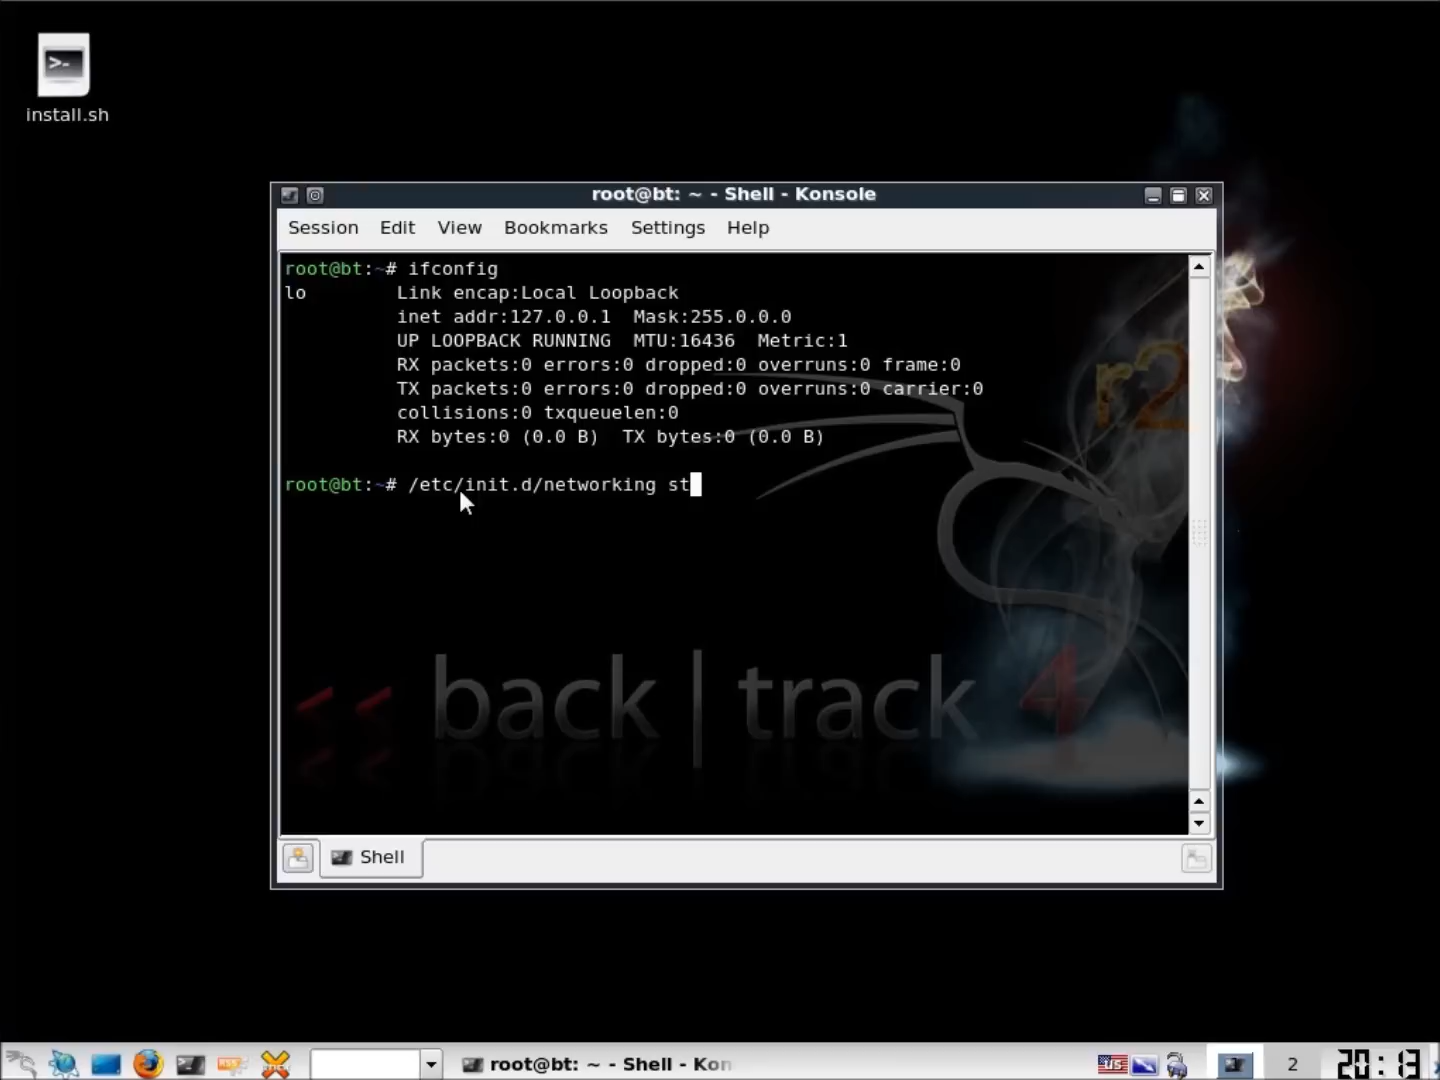 install.sh
root@bt: ~ - Shell - Konsole
Session Edit View Bookmarks Settings Help
root@bt:~# ifconfig
lo Link encap:Local Loopback
inet addr:127.0.0.1 Mask:255.0.0.0
UP LOOPBACK RUNNING MTU:16436 Metric:1
RX packets:0 errors:0 dropped:0 overruns:0 frame:0
TX packets:0 errors:0 dropped:0 overruns:0 carrier:0
collisions:0 txqueuelen:0
RX bytes:0 (0.0 B) TX bytes:0 (0.0 B)
root@bt:~# /etc/init.d/networking st
r2
<< back | track 4
Shell
root@bt: ~ - Shell - Kon
US
2
20:13